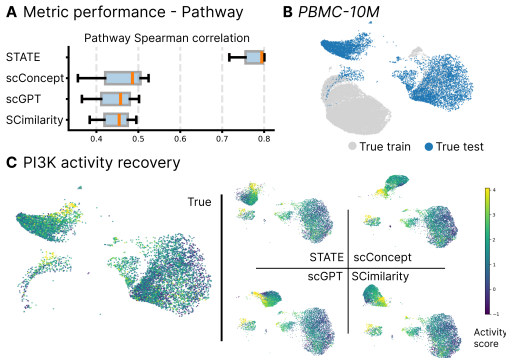 A Metric performance - Pathway
Pathway Spearman correlation
STATE
scConcept
scGPT
SCimilarity
0.4 0.5 0.6 0.7 0.8
B PBMC-10M
True train True test
C PI3K activity recovery
True
STATE scConcept
scGPT SCimilarity
4
3
2
1
0
−1
Activity
score